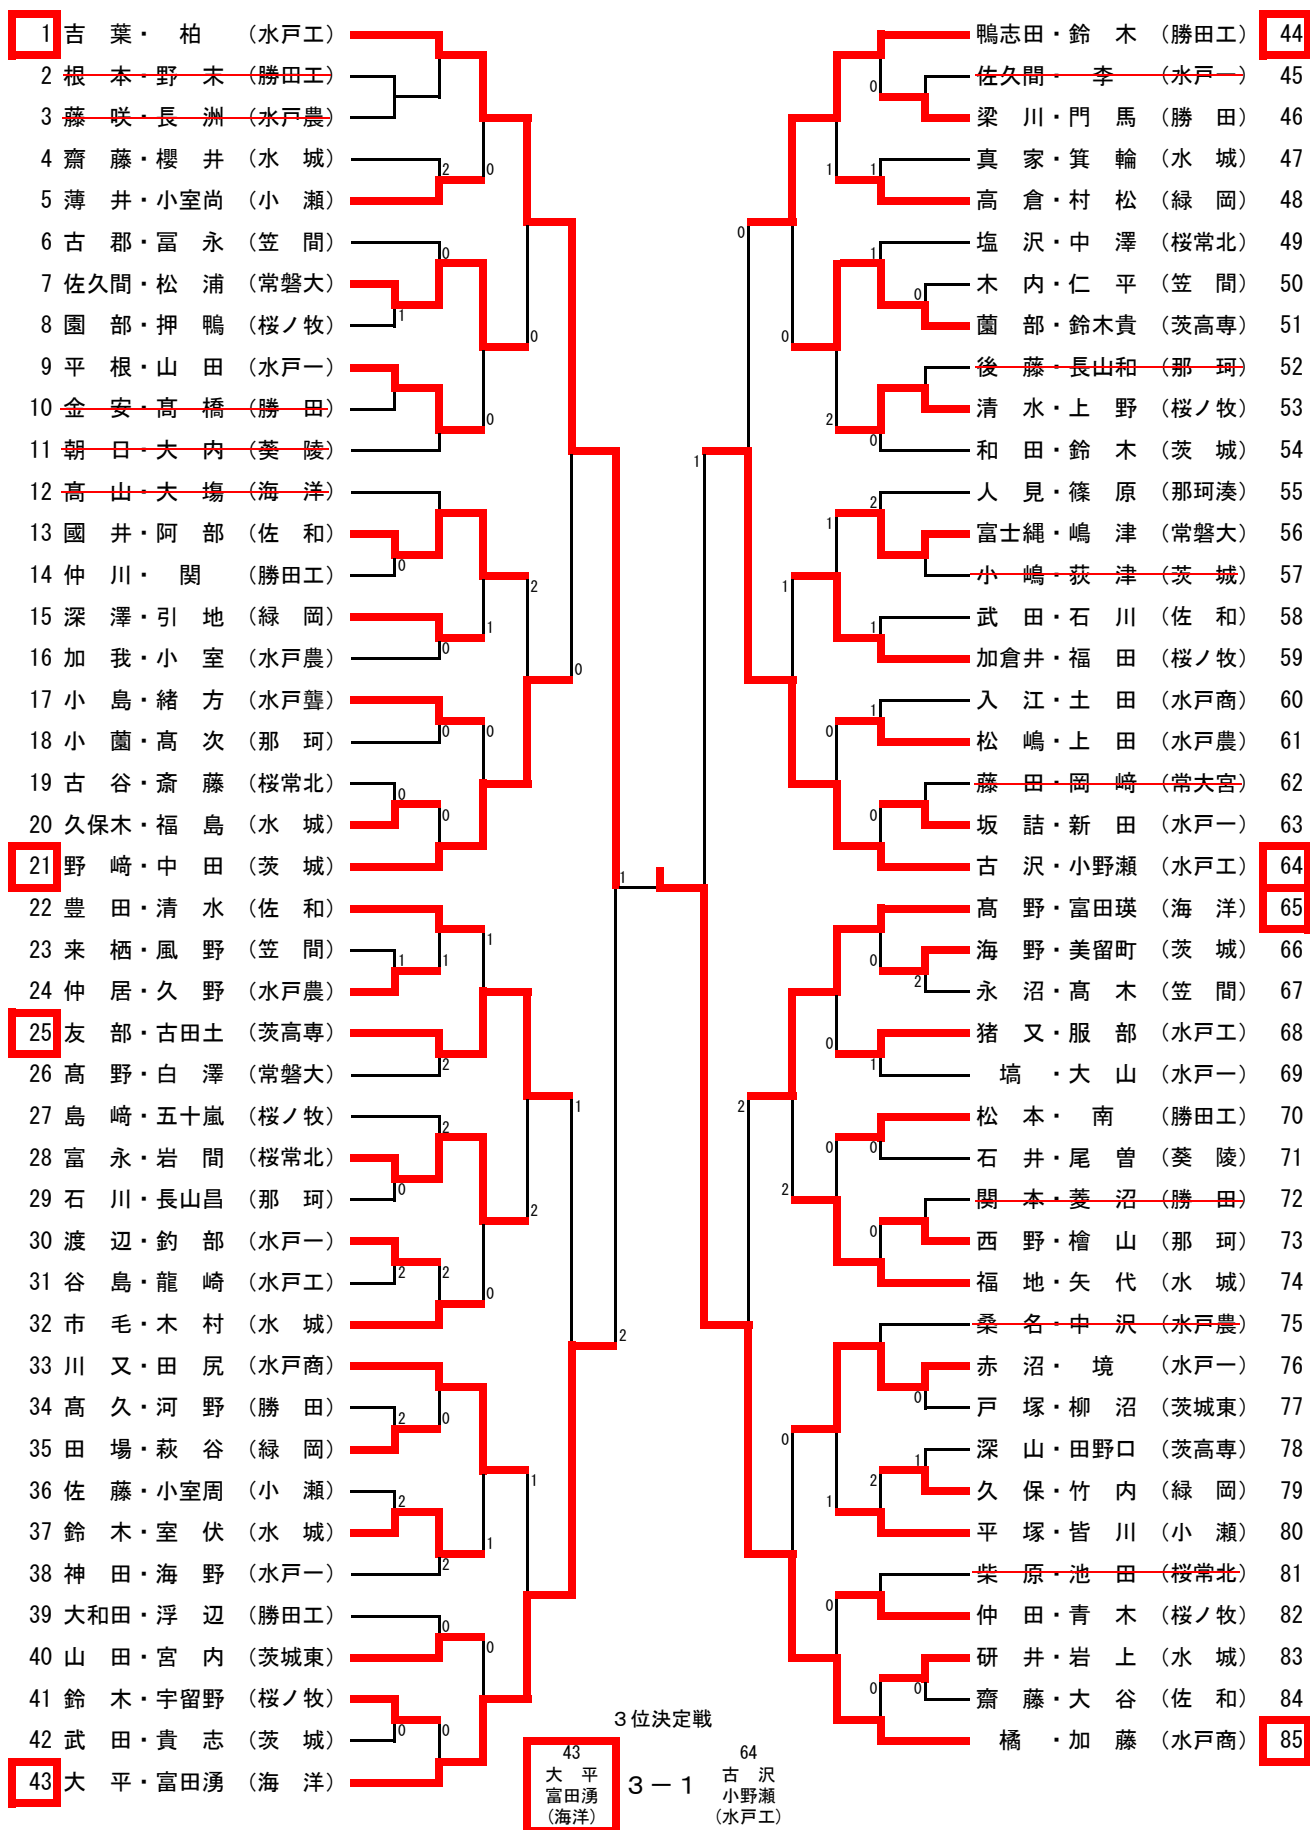 1 吉　葉・　柏　（水戸工）
2 根　本・野　末（勝田工）
3 藤　咲・長　洲（水戸農）
4 齋　藤・櫻　井（水　城）
5 薄　井・小室尚（小　瀬）
6 古　郡・冨　永（笠　間）
7 佐久間・松　浦（常磐大）
8 園　部・押　鴨（桜ノ牧）
9 平　根・山　田（水戸一）
10 金　安・髙　橋（勝　田）
11 朝　日・大　内（葵　陵）
12 髙　山・大　塲（海　洋）
13 國　井・阿　部（佐　和）
14 仲　川・　関　（勝田工）
15 深　澤・引　地（緑　岡）
16 加　我・小　室（水戸農）
17 小　島・緒　方（水戸聾）
18 小　薗・髙　次（那　珂）
19 古　谷・斎　藤（桜常北）
20 久保木・福　島（水　城）
21 野　﨑・中　田（茨　城）
22 豊　田・清　水（佐　和）
23 来　栖・風　野（笠　間）
24 仲　居・久　野（水戸農）
25 友　部・古田土（茨高専）
26 髙　野・白　澤（常磐大）
27 島　﨑・五十嵐（桜ノ牧）
28 富　永・岩　間（桜常北）
29 石　川・長山昌（那　珂）
30 渡　辺・釣　部（水戸一）
31 谷　島・龍　崎（水戸工）
32 市　毛・木　村（水　城）
33 川　又・田　尻（水戸商）
34 髙　久・河　野（勝　田）
35 田　場・萩　谷（緑　岡）
36 佐　藤・小室周（小　瀬）
37 鈴　木・室　伏（水　城）
38 神　田・海　野（水戸一）
39 大和田・浮　辺（勝田工）
40 山　田・宮　内（茨城東）
41 鈴　木・宇留野（桜ノ牧）
42 武　田・貴　志（茨　城）
43 大　平・富田湧（海　洋）
鴨志田・鈴　木（勝田工） 44
佐久間・　李　（水戸一） 45
梁　川・門　馬（勝　田） 46
真　家・箕　輪（水　城） 47
高　倉・村　松（緑　岡） 48
塩　沢・中　澤（桜常北） 49
木　内・仁　平（笠　間） 50
薗　部・鈴木貴（茨高専） 51
後　藤・長山和（那　珂） 52
清　水・上　野（桜ノ牧） 53
和　田・鈴　木（茨　城） 54
人　見・篠　原（那珂湊） 55
富士縄・嶋　津（常磐大） 56
小　嶋・荻　津（茨　城） 57
武　田・石　川（佐　和） 58
加倉井・福　田（桜ノ牧） 59
入　江・土　田（水戸商） 60
松　嶋・上　田（水戸農） 61
藤　田・岡　﨑（常大宮） 62
坂　詰・新　田（水戸一） 63
古　沢・小野瀬（水戸工） 64
髙　野・富田瑛（海　洋） 65
海　野・美留町（茨　城） 66
永　沼・髙　木（笠　間） 67
猪　又・服　部（水戸工） 68
塙　・大　山（水戸一） 69
松　本・　南　（勝田工） 70
石　井・尾　曽（葵　陵） 71
関　本・菱　沼（勝　田） 72
西　野・檜　山（那　珂） 73
福　地・矢　代（水　城） 74
桑　名・中　沢（水戸農） 75
赤　沼・　境　（水戸一） 76
戸　塚・柳　沼（茨城東） 77
深　山・田野口（茨高専） 78
久　保・竹　内（緑　岡） 79
平　塚・皆　川（小　瀬） 80
柴　原・池　田（桜常北） 81
仲　田・青　木（桜ノ牧） 82
研　井・岩　上（水　城） 83
齋　藤・大　谷（佐　和） 84
橘　・加　藤（水戸商） 85
３位決定戦
43
大　平
富田湧
(海洋)
３－１
64
古　沢
小野瀬
(水戸工)